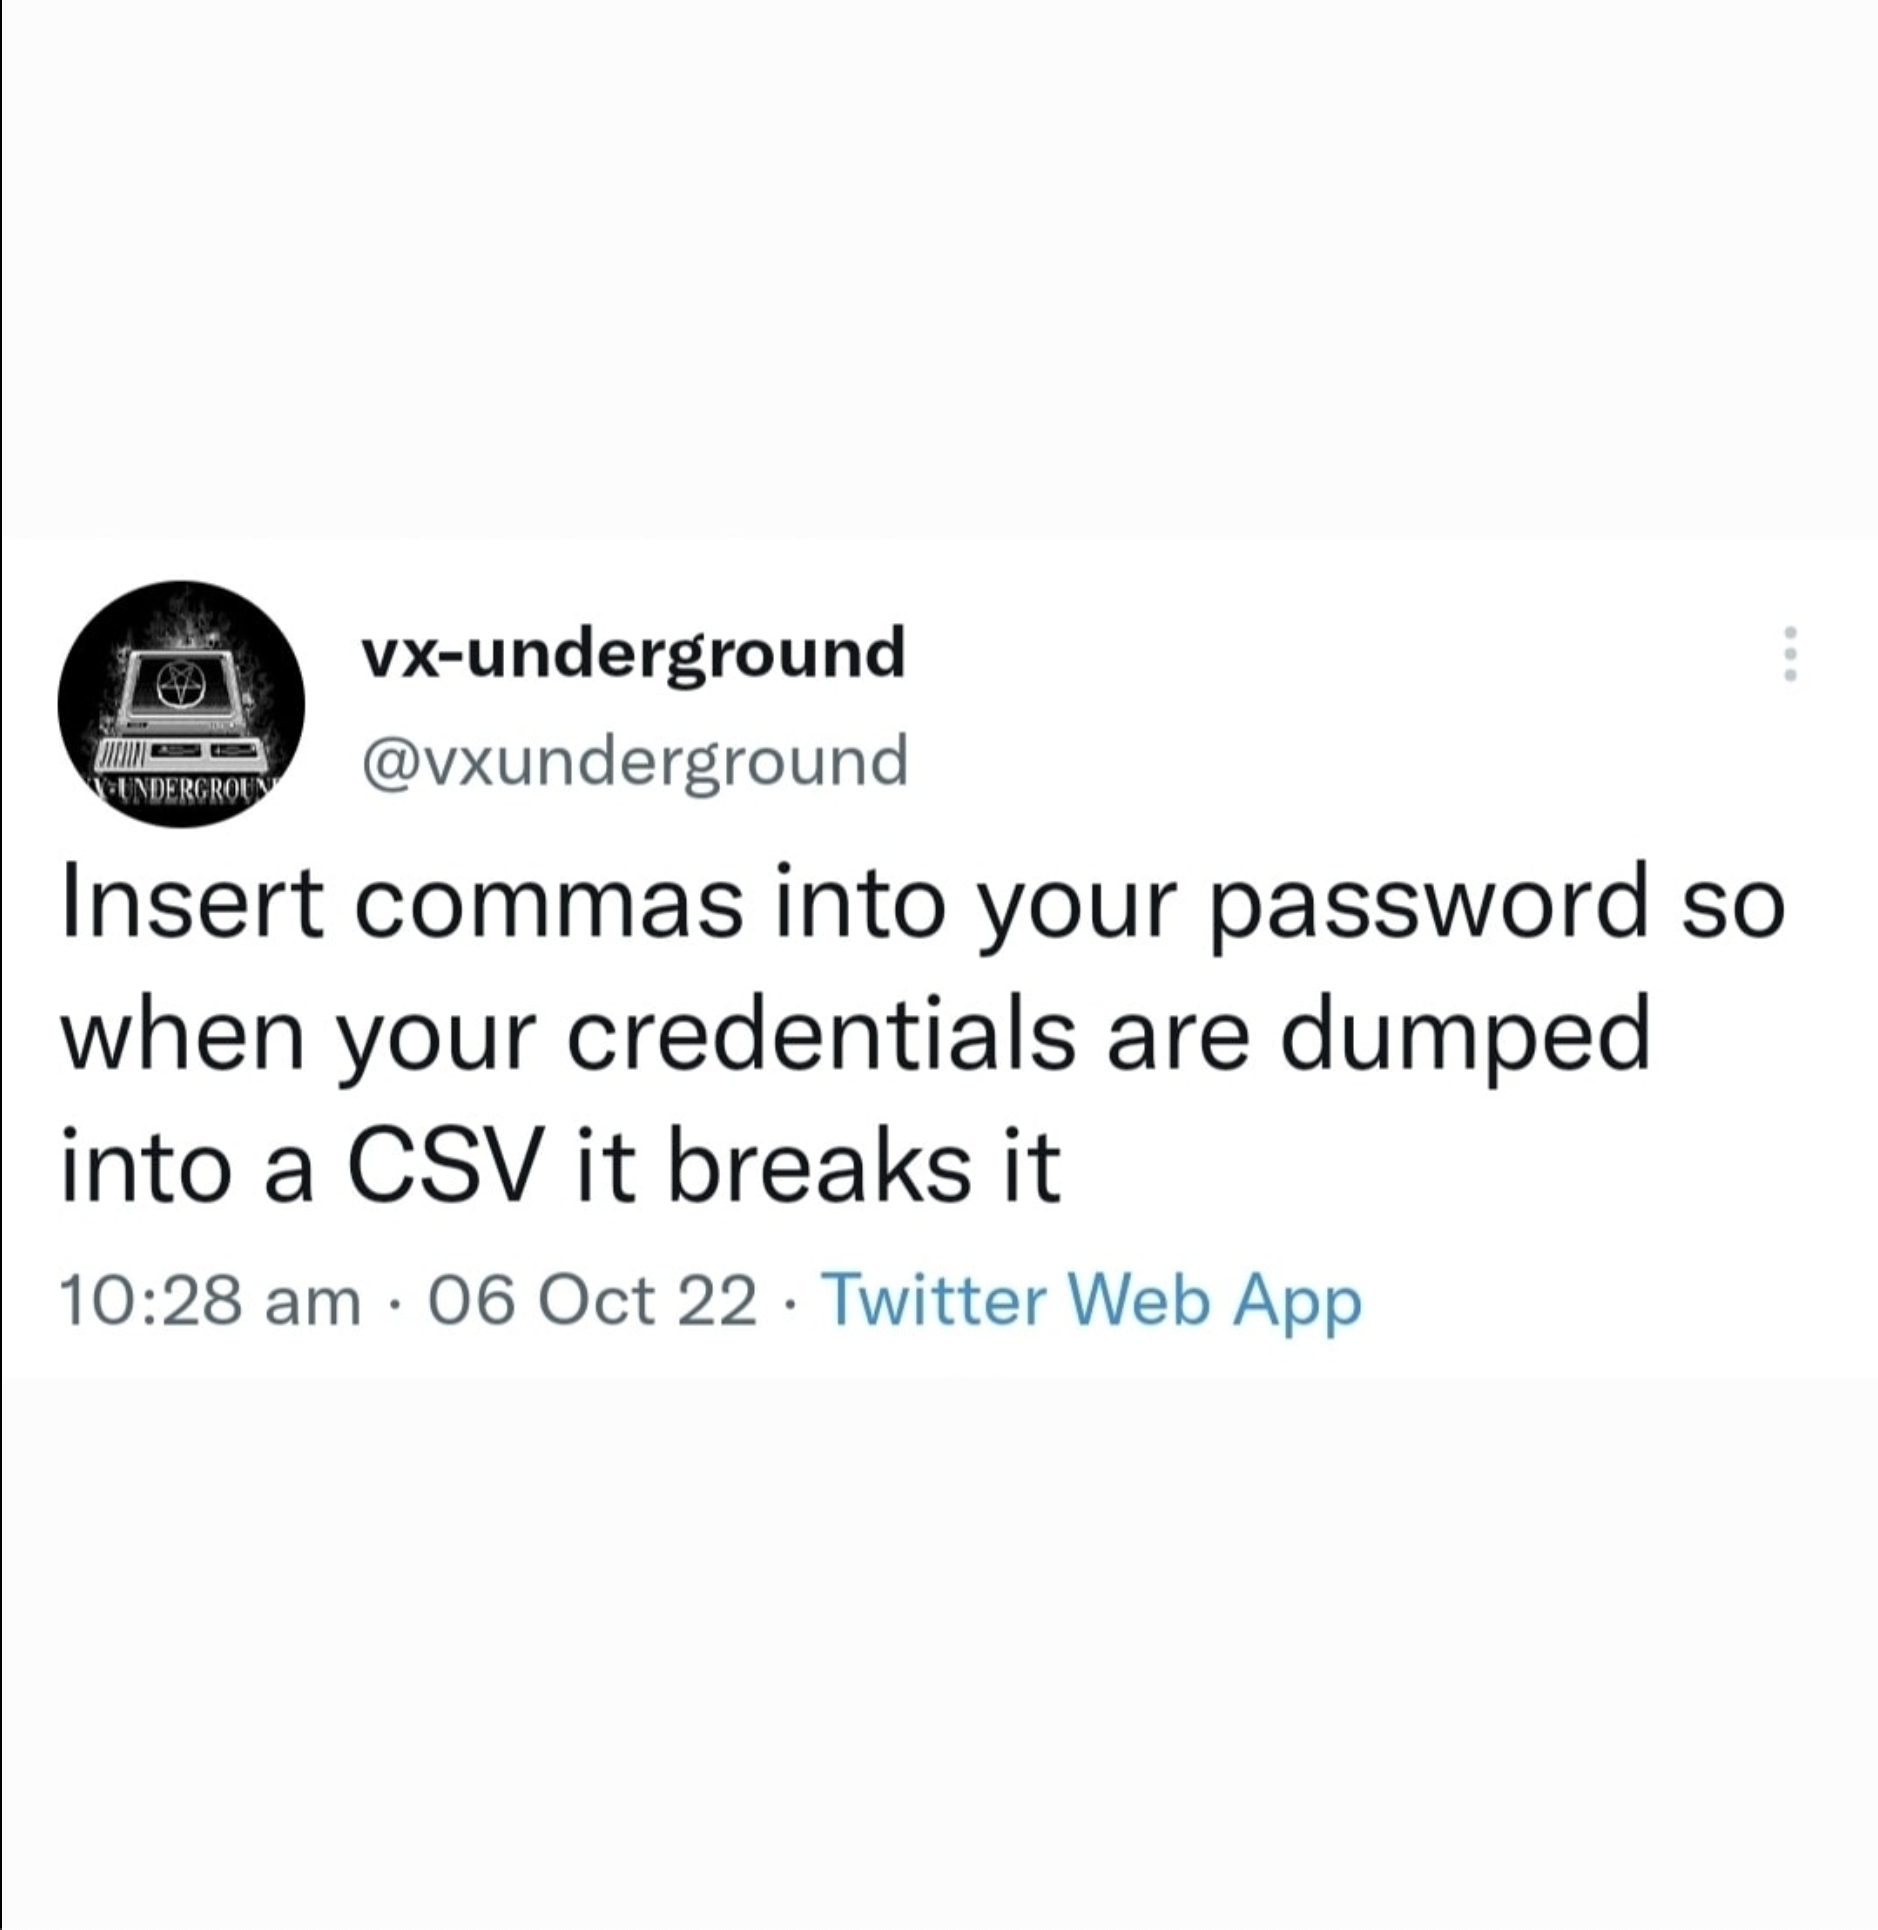 vx-underground
@vxunderground
V-UNDERGROUN
Insert commas into your password so
when your credentials are dumped
into a CSV it breaks it
10:28 am · 06 Oct 22 · Twitter Web App